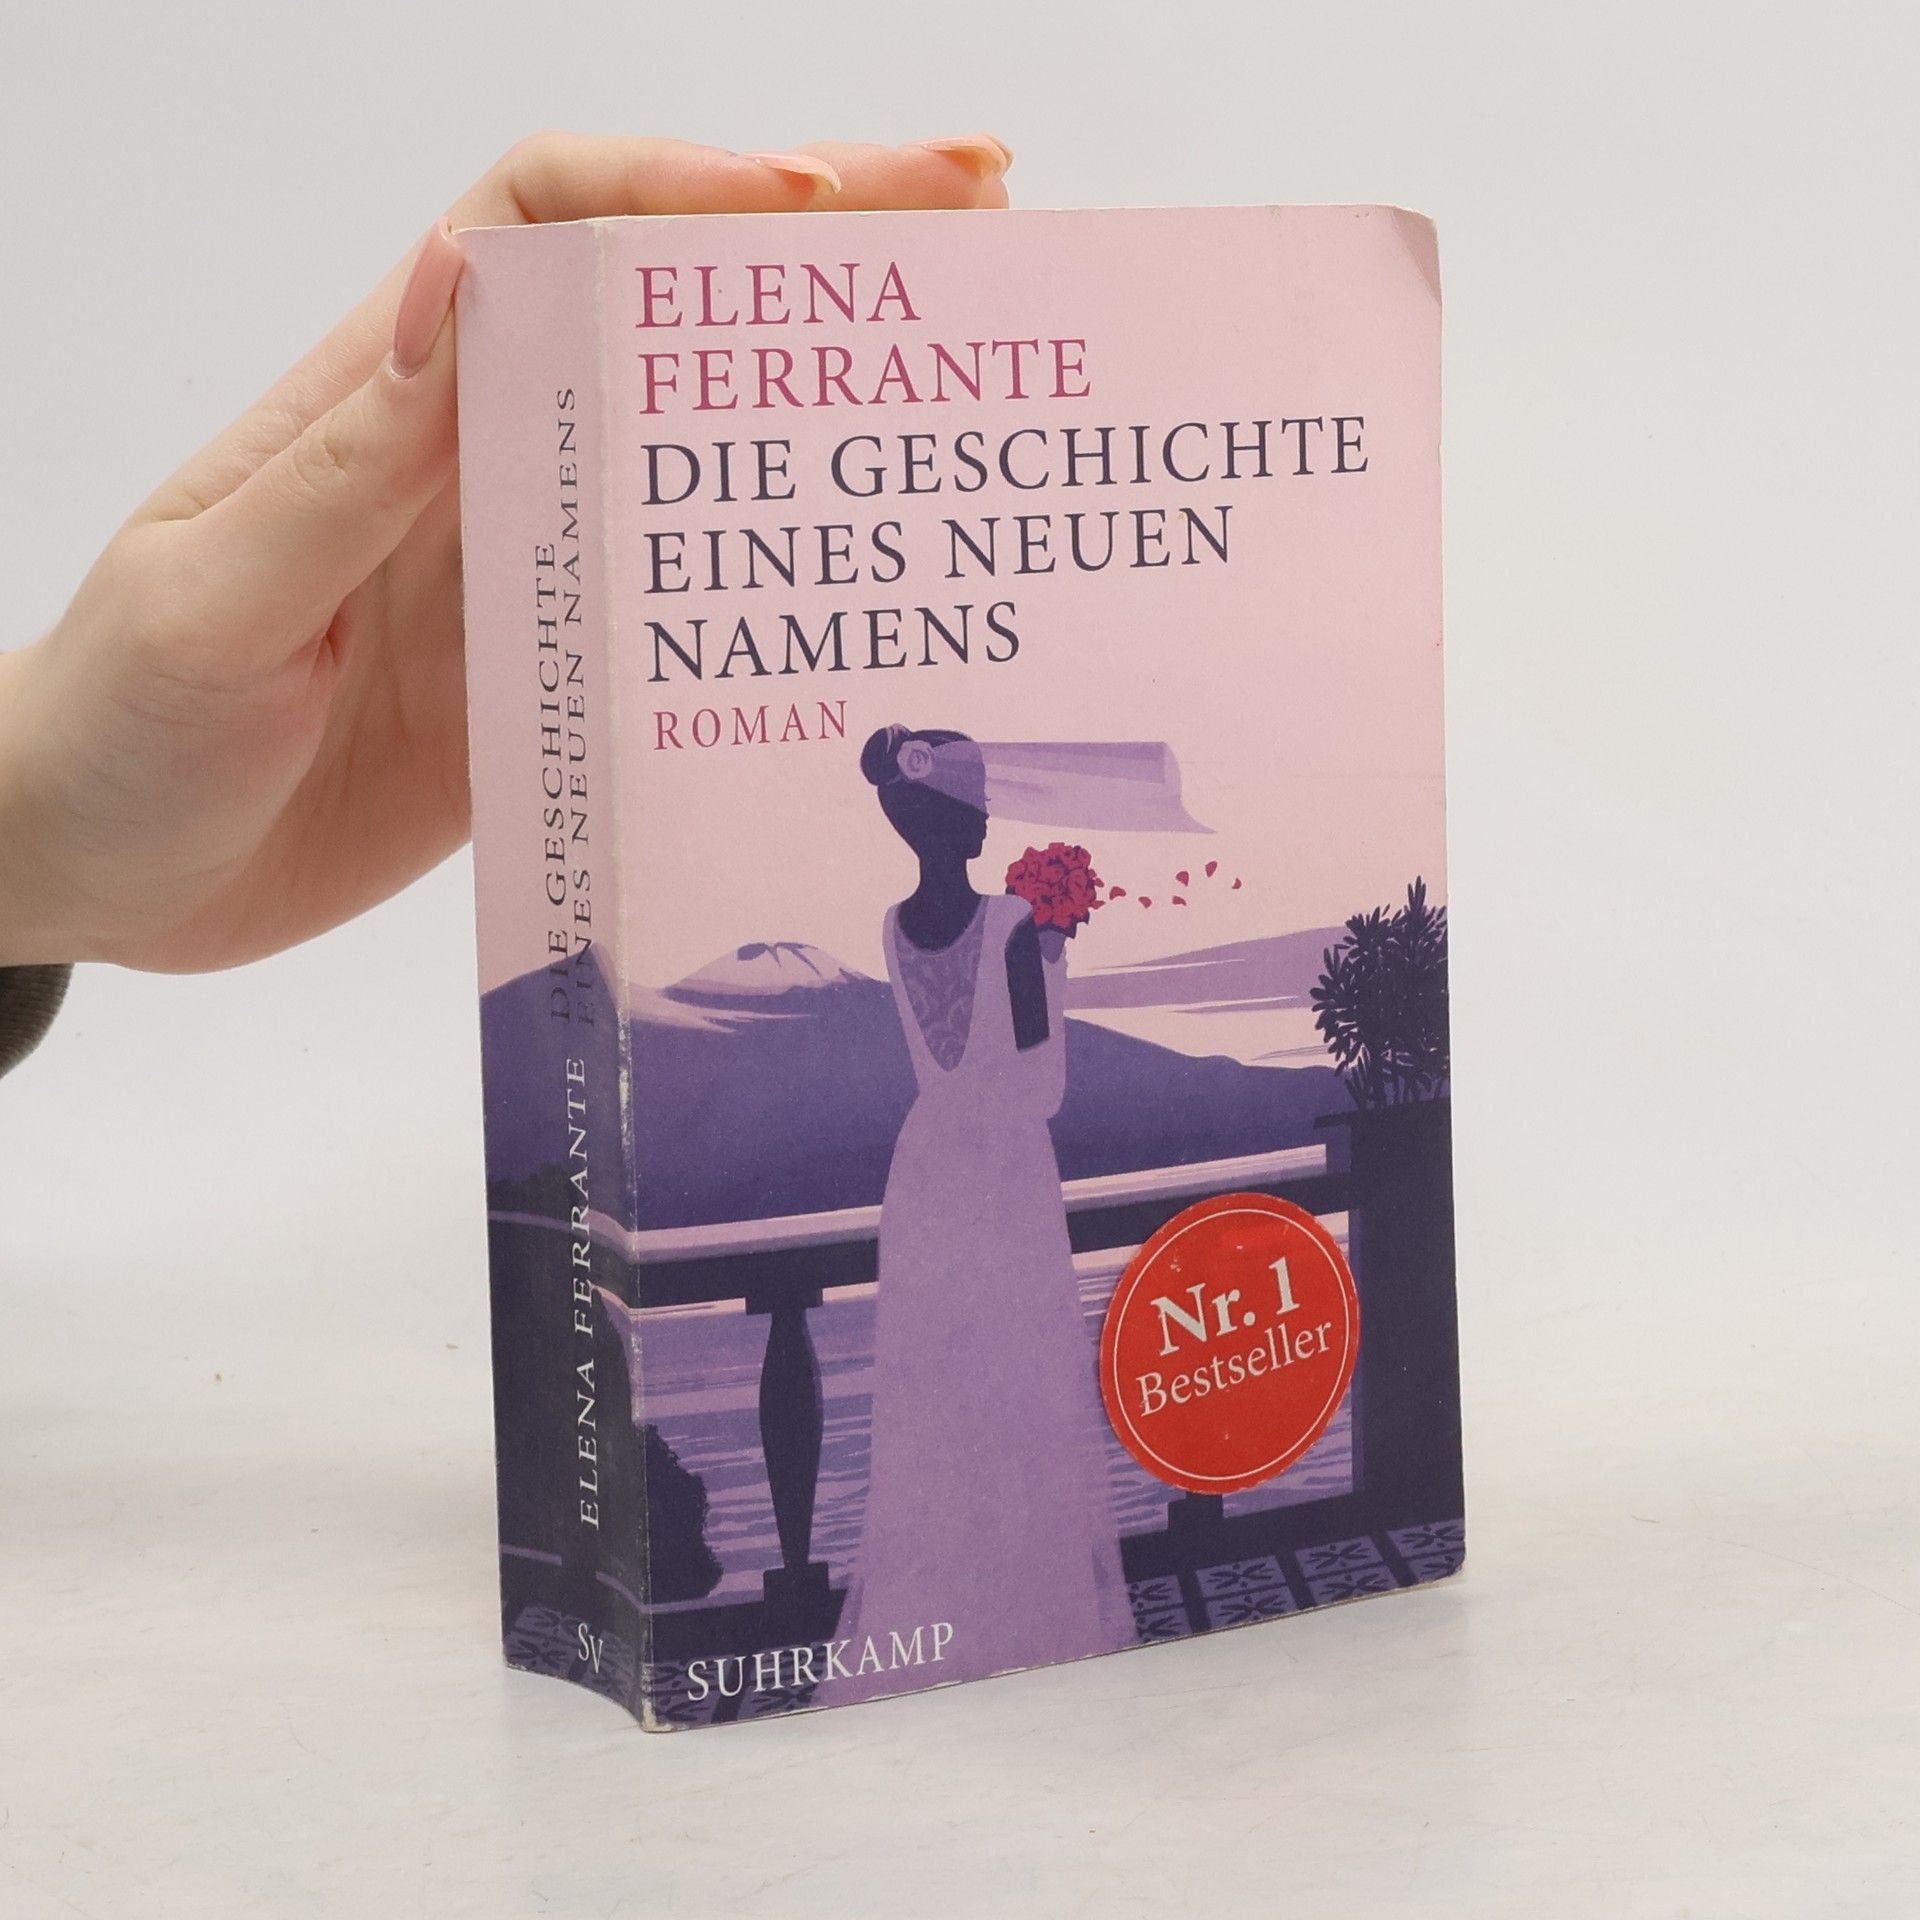 ELENA
FERRANTE
DIE GESCHICHTE
EINES NEUEN
NAMENS
ROMAN
Nr. 1
Bestseller
SUHRKAMP
ELENA FERRANTE
DIE GESCHICHTE
EINES NEUEN NAMENS
SV